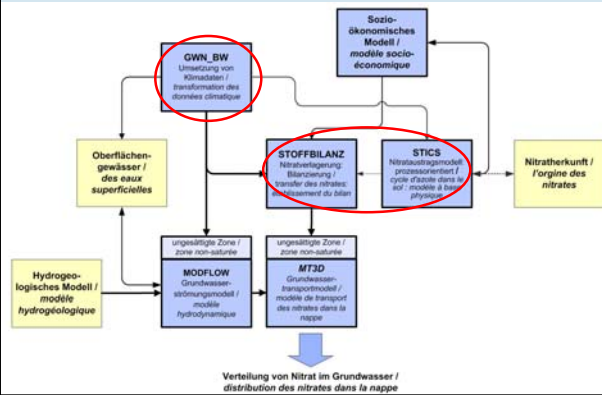 GWN_BW
Umsetzung von
Klimadaten /
transformation des
données climatique
Sozio-
ökonomisches
Modell /
modèle socio-
économique
Oberflächen-
gewässer /
des eaux
superficielles
STOFFBILANZ
Nitratverlagerung:
Bilanzierung /
transfer des nitrates:
établissement du bilan
STICS
Nitrataustragsmodell:
prozessorientiert /
cycle d'azote dans le
sol : modèle à base
physique
Nitratherkunft /
l'orgine des
nitrates
ungesättigte Zone /
zone non-saturée
ungesättigte Zone /
zone non-saturée
Hydrogeo-
logisches Modell /
modèle
hydrogéologique
MODFLOW
Grundwasser-
strömungsmodell /
modèle
hydrodynamique
MT3D
Grundwasser-
transportmodell /
modèle de transport
des nitrates dans la
nappe
Verteilung von Nitrat im Grundwasser /
distribution des nitrates dans la nappe